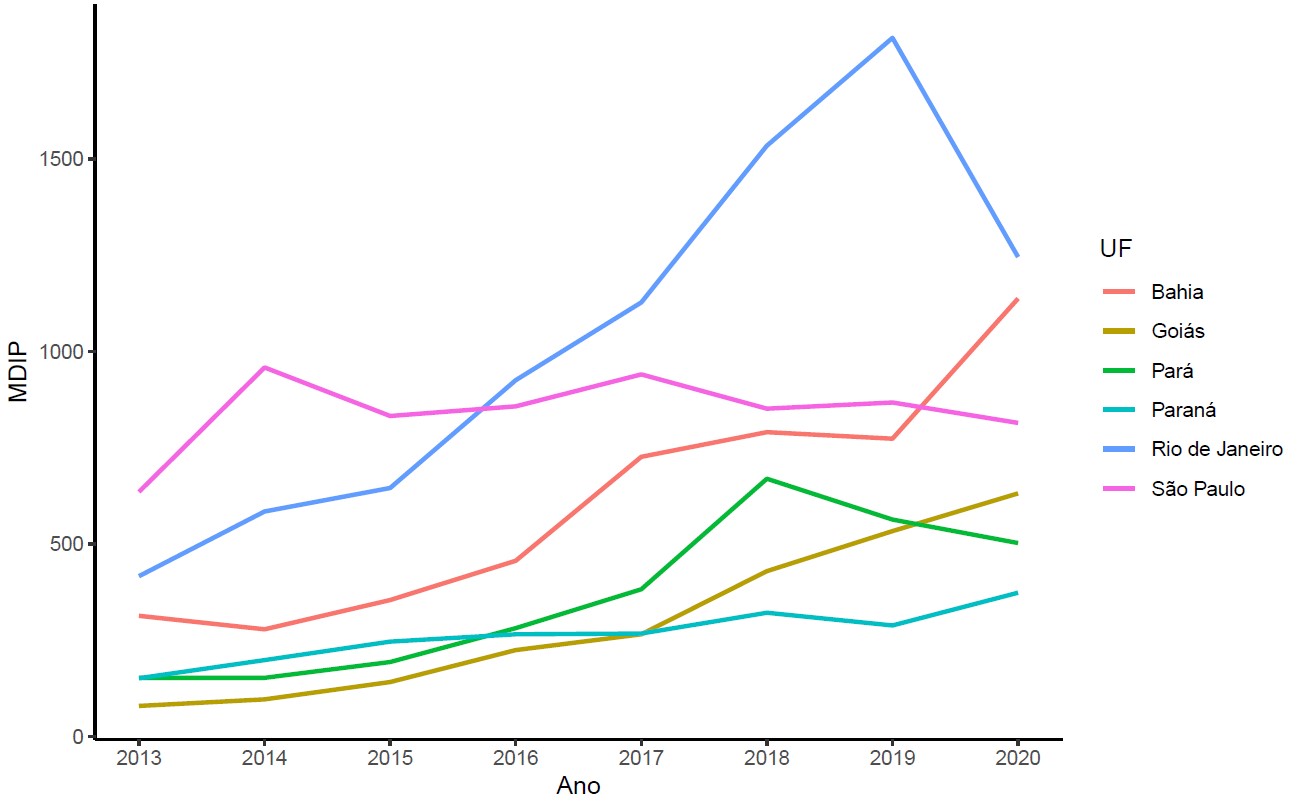 MDIP
1500
1000
500
0
2013 2014 2015 2016 2017 2018 2019 2020
Ano
UF
Bahia
Goiás
Pará
Paraná
Rio de Janeiro
São Paulo